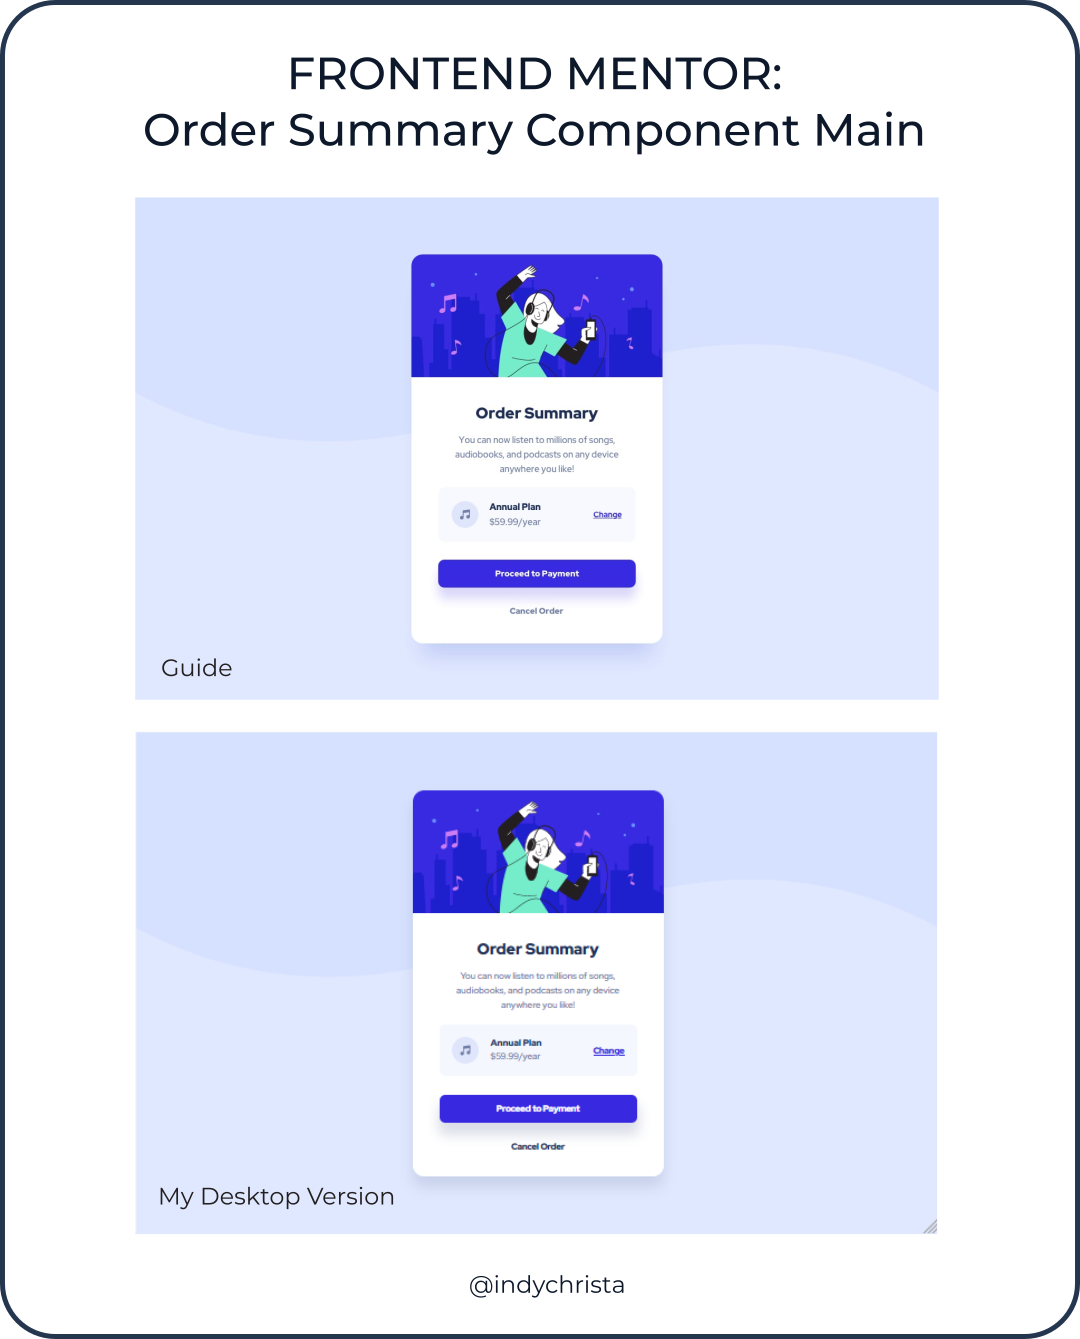 FRONTEND MENTOR:
Order Summary Component Main
Order Summary
You can now listen to millions of songs,
audiobooks, and podcasts on any device
anywhere you like!
Annual Plan
$59.99/year
Change
Proceed to Payment
Cancel Order
Guide
Order Summary
You can now listen to millions of songs,
audiobooks, and podcasts on any device
anywhere you like!
Annual Plan
$59.99/year
Change
Proceed to Payment
Cancel Order
My Desktop Version
@indychrista